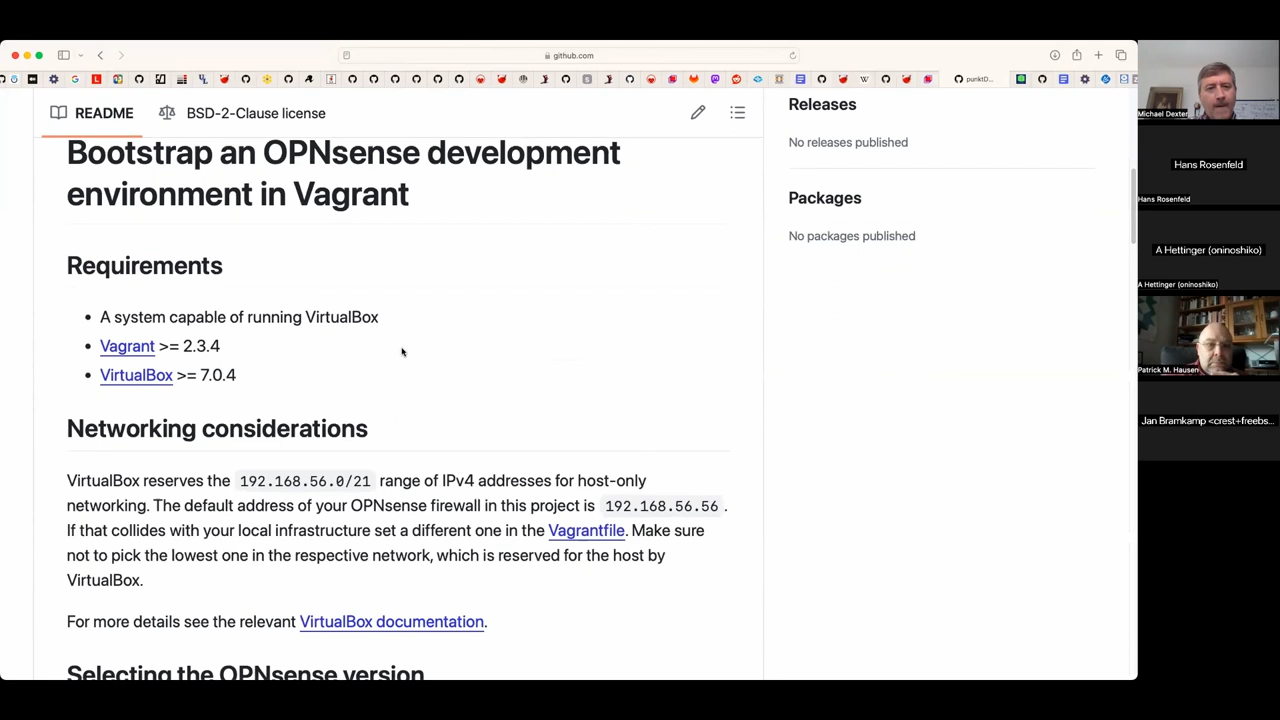 github.com
punktD...
README
BSD-2-Clause license
Bootstrap an OPNsense development
environment in Vagrant
Requirements
• A system capable of running VirtualBox
• Vagrant >= 2.3.4
• VirtualBox >= 7.0.4
Networking considerations
VirtualBox reserves the 192.168.56.0/21 range of IPv4 addresses for host-only
networking. The default address of your OPNsense firewall in this project is 192.168.56.56 .
If that collides with your local infrastructure set a different one in the Vagrantfile. Make sure
not to pick the lowest one in the respective network, which is reserved for the host by
VirtualBox.
For more details see the relevant VirtualBox documentation.
Selecting the OPNsense version
Releases
No releases published
Packages
No packages published
Michael Dexter
Hans Rosenfeld
Hans Rosenfeld
A Hettinger (oninoshiko)
A Hettinger (oninoshiko)
Patrick M. Hausen
Jan Bramkamp <crest+freebs...